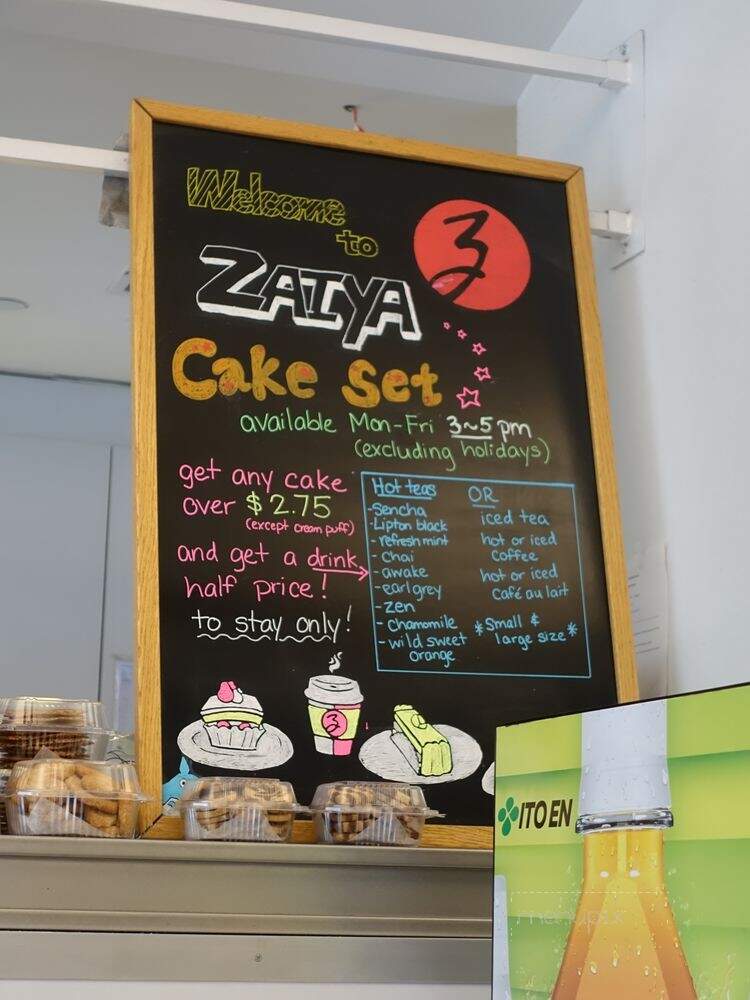 Welcome
to
ZAIYA
3
Cake Set
available Mon-Fri 3~5 pm
(excluding holidays)
get any cake
over $2.75
(except cream puff)
and get a drink
half price!
to stay only!
Hot teas
-Sencha
-Lipton black
-refresh mint
-chai
-awake
-earl grey
-zen
-chamomile
-wild sweet
orange
OR
iced tea
hot or iced
coffee
hot or iced
café au lait
*Small &
large size*
3
ITO EN